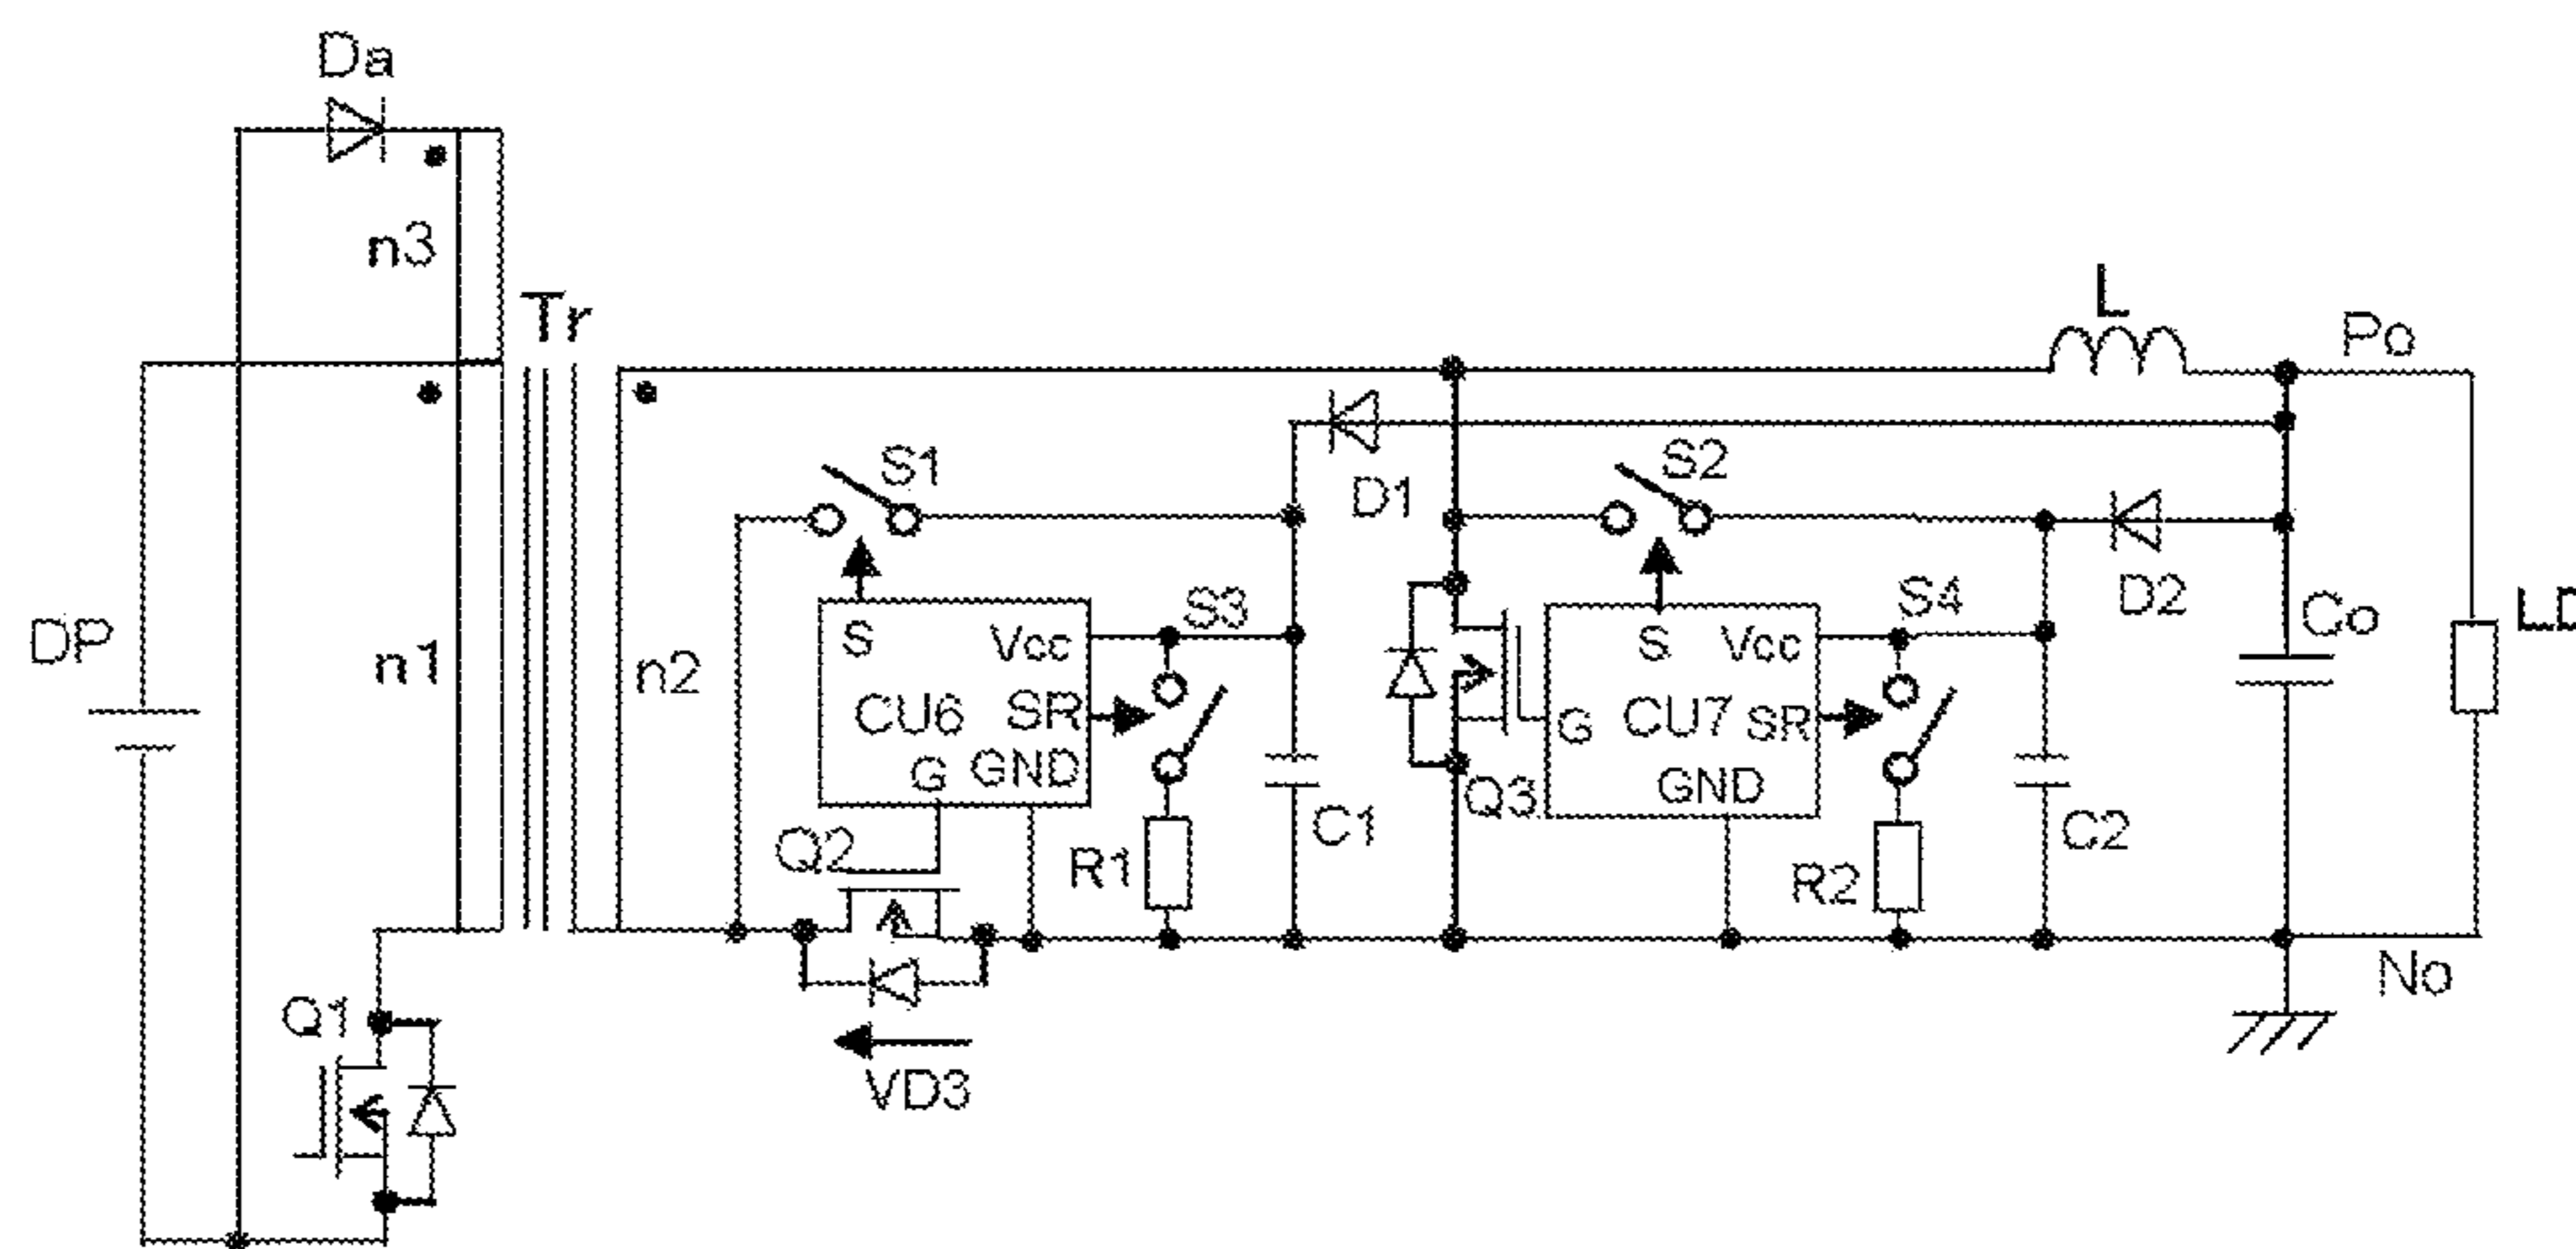 Da
n3
Tr
L
Po
S1
S2
D1
DP
n1
n2
S Vcc
CU6 SR
G GND
S3
S Vcc
G CU7 SR
GND
S4
D2
Co
LD
Q2
R1
C1
Q3
R2
C2
No
Q1
VD3